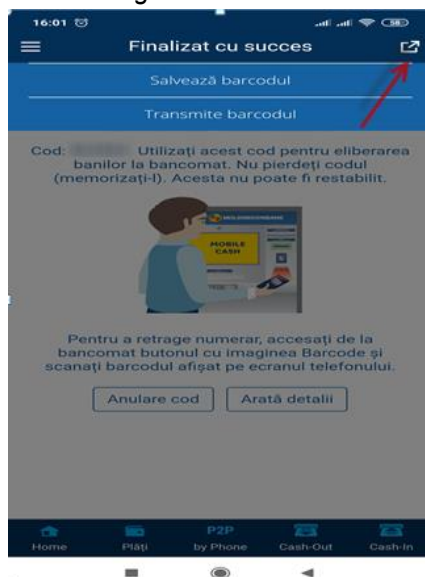 16:01
58
Finalizat cu succes
Salvează barcodul
Transmite barcodul
Cod: Utilizați acest cod pentru eliberarea
banilor la bancomat. Nu pierdeți codul
(memorizați-l). Acesta nu poate fi restabilit.
MOLDINDCONBANK
MOBILE
CASH
Pentru a retrage numerar, accesați de la
bancomat butonul cu imaginea Barcode și
scanați barcodul afișat pe ecranul telefonului.
Anulare cod
Arată detalii
P2P
Home
Plăți
by Phone
Cash-Out
Cash-In